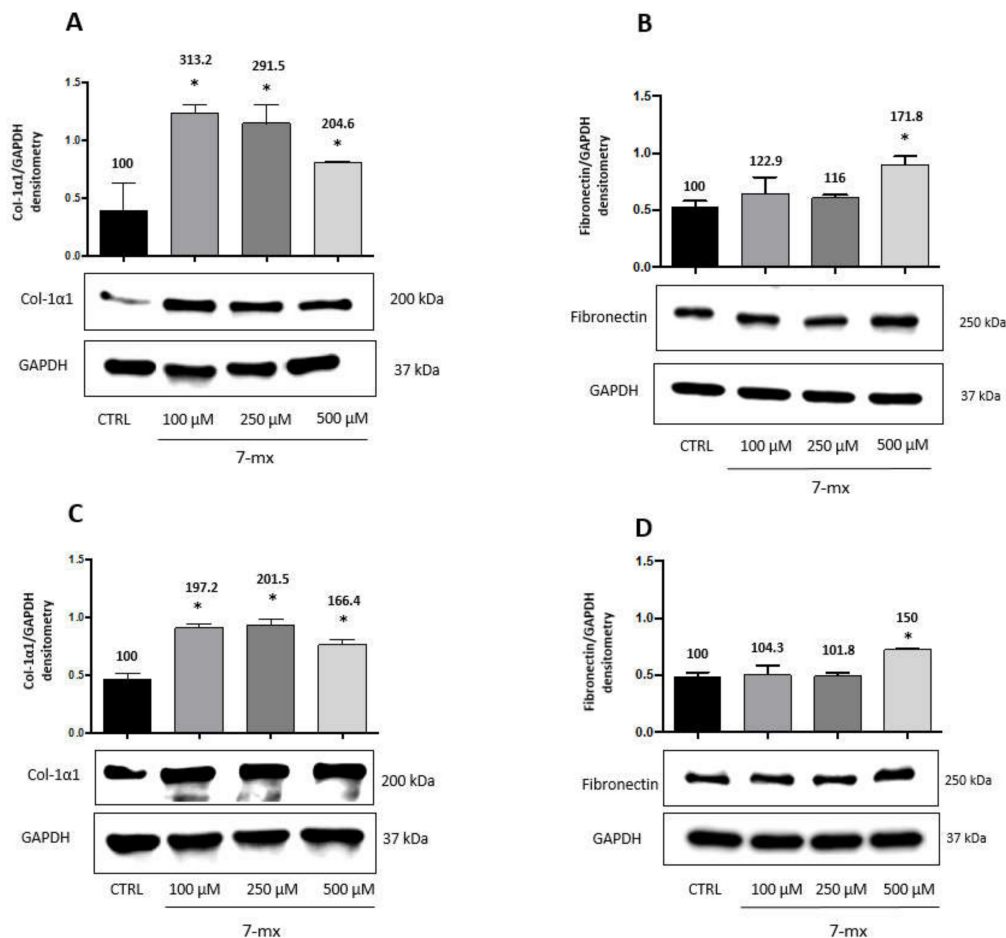 A
313.2
*
291.5
*
204.6
*
100
Col-1α1/GAPDH
densitometry
1.5
1.0
0.5
0.0
Col-1α1
200 kDa
GAPDH
37 kDa
CTRL
100 µM
250 µM
500 µM
7-mx
B
171.8
*
122.9
116
100
Fibronectin/GAPDH
densitometry
1.5
1.0
0.5
0.0
Fibronectin
250 kDa
GAPDH
37 kDa
CTRL
100 µM
250 µM
500 µM
7-mx
C
197.2
*
201.5
*
166.4
*
100
Col-1α1/GAPDH
densitometry
1.5
1.0
0.5
0.0
Col-1α1
200 kDa
GAPDH
37 kDa
CTRL
100 µM
250 µM
500 µM
7-mx
D
150
*
100
104.3
101.8
Fibronectin/GAPDH
densitometry
1.5
1.0
0.5
0.0
Fibronectin
250 kDa
GAPDH
37 kDa
CTRL
100 µM
250 µM
500 µM
7-mx